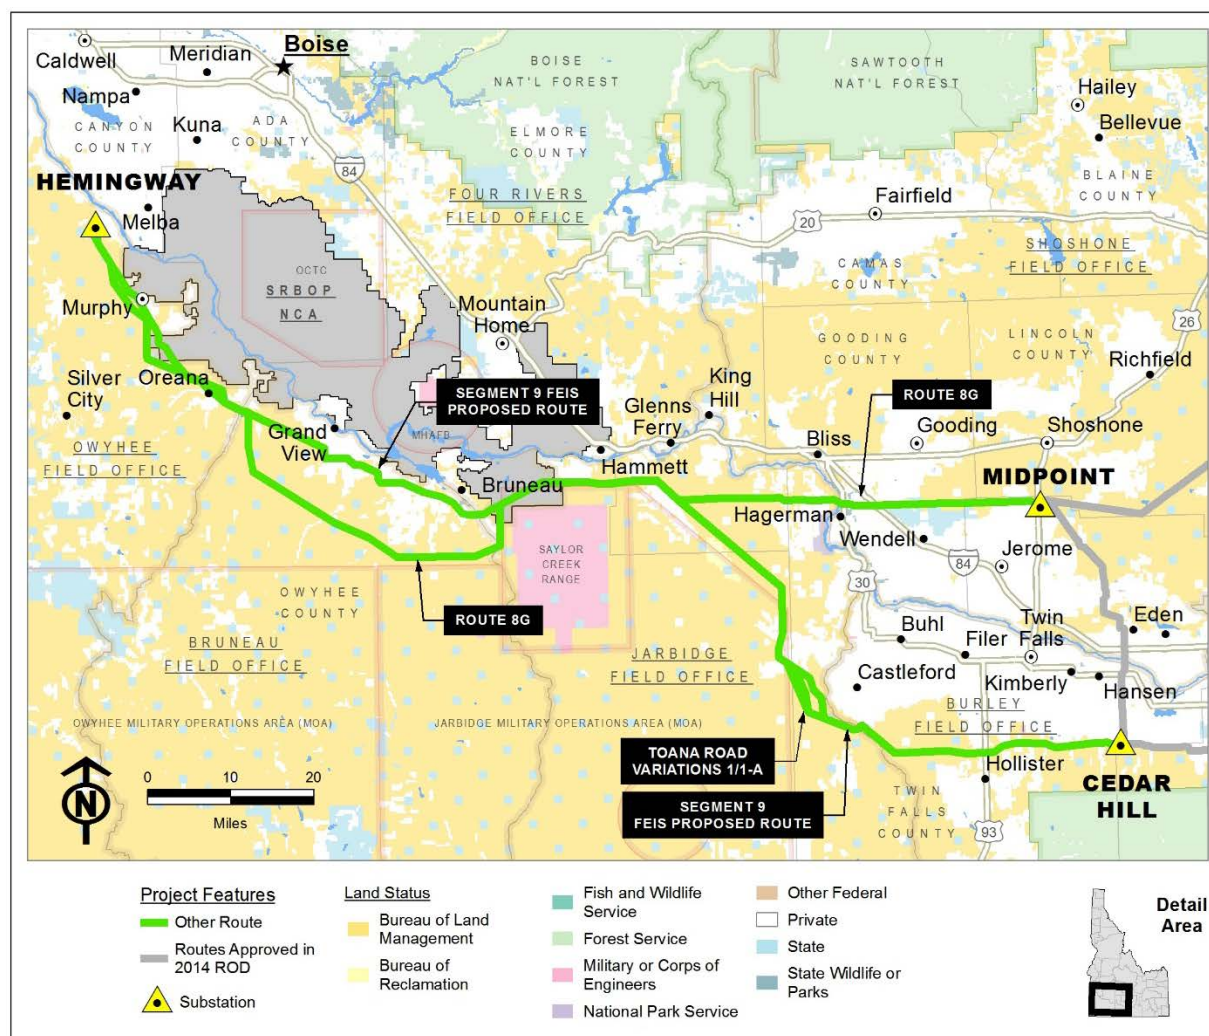 Caldwell
Meridian
Boise
Nampa
Kuna
CANYON
COUNTY
ADA
COUNTY
BOISE
NAT'L FOREST
SAWTOOTH
NAT'L FOREST
ELMORE
COUNTY
Hailey
Bellevue
BLAINE
COUNTY
84
HEMINGWAY
Melba
FOUR RIVERS
FIELD OFFICE
20
Fairfield
SHOSHONE
FIELD OFFICE
CAMAS
COUNTY
OCTC
SRBOP
NCA
Murphy
Mountain
Home
GOODING
COUNTY
LINCOLN
COUNTY
26
Richfield
Silver
City
Oreana
SEGMENT 9 FEIS
PROPOSED ROUTE
King
Hill
Glenns
Ferry
ROUTE 8G
Gooding
Shoshone
OWYHEE
FIELD OFFICE
Grand
View
MHAFB
Bliss
Hammett
Bruneau
MIDPOINT
Hagerman
Wendell
Jerome
SAYLOR
CREEK
RANGE
84
30
OWYHEE
COUNTY
ROUTE 8G
BRUNEAU
FIELD OFFICE
JARBIDGE
FIELD OFFICE
Buhl
Filer
Twin
Falls
Eden
Castleford
Kimberly
Hansen
BURLEY
FIELD OFFICE
OWYHEE MILITARY OPERATIONS AREA (MOA)
JARBIDGE MILITARY OPERATIONS AREA (MOA)
TOANA ROAD
VARIATIONS 1/1-A
Hollister
CEDAR
HILL
SEGMENT 9
FEIS PROPOSED ROUTE
TWIN
FALLS
COUNTY
93
N
0 10 20
Miles
Project Features
Other Route
Routes Approved in
2014 ROD
Substation
Land Status
Bureau of Land
Management
Bureau of
Reclamation
Fish and Wildlife
Service
Forest Service
Military or Corps of
Engineers
National Park Service
Other Federal
Private
State
State Wildlife or
Parks
Detail
Area